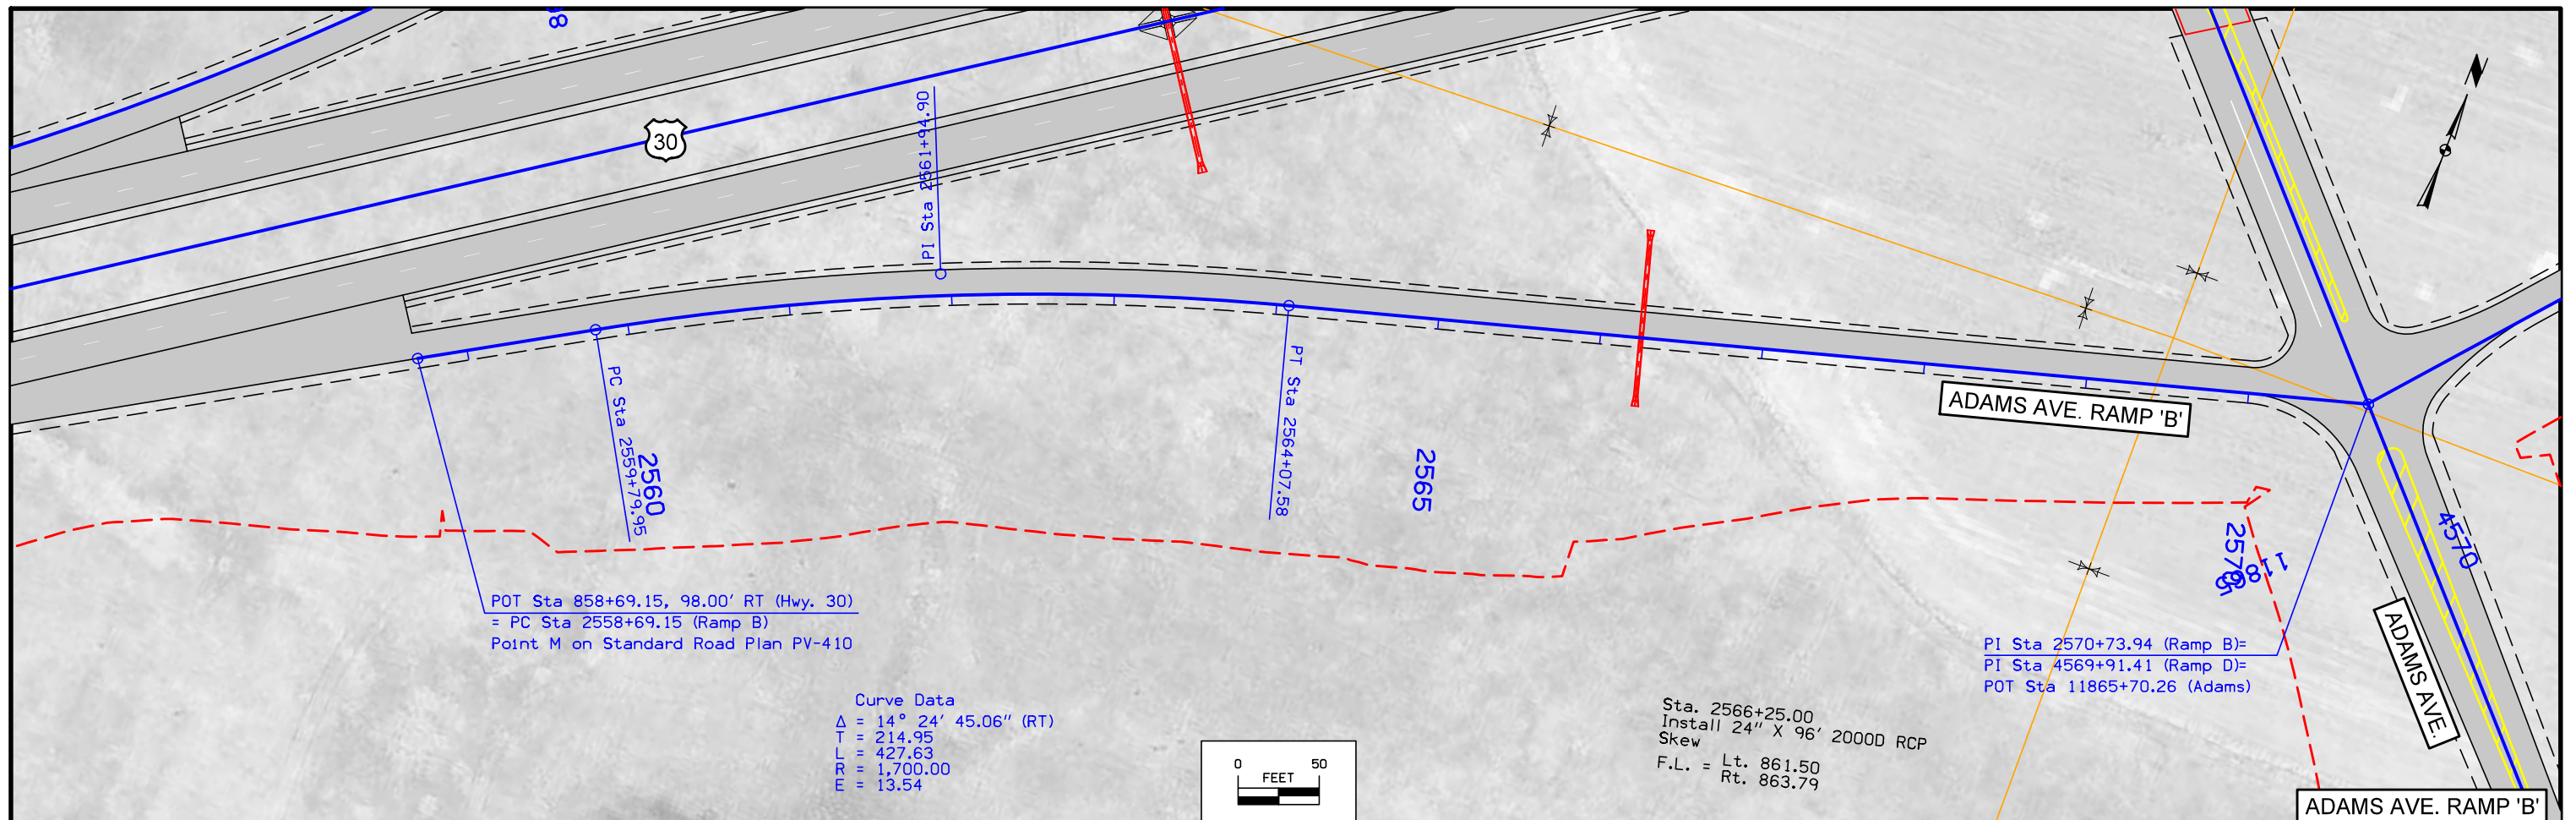 30
PI Sta 2561+94.90
PC Sta 2559+79.95
2560
PT Sta 2564+07.58
2565
ADAMS AVE. RAMP 'B'
POT Sta 858+69.15, 98.00' RT (Hwy. 30)
= PC Sta 2558+69.15 (Ramp B)
Point M on Standard Road Plan PV-410
Curve Data
Δ = 14° 24' 45.06" (RT)
T = 214.95
L = 427.63
R = 1,700.00
E = 13.54
0 50
FEET
Sta. 2566+25.00
Install 24" X 96' 2000D RCP
Skew
F.L. = Lt. 861.50
Rt. 863.79
PI Sta 2570+73.94 (Ramp B)=
PI Sta 4569+91.41 (Ramp D)=
POT Sta 11865+70.26 (Adams)
4570
ADAMS AVE.
ADAMS AVE. RAMP 'B'